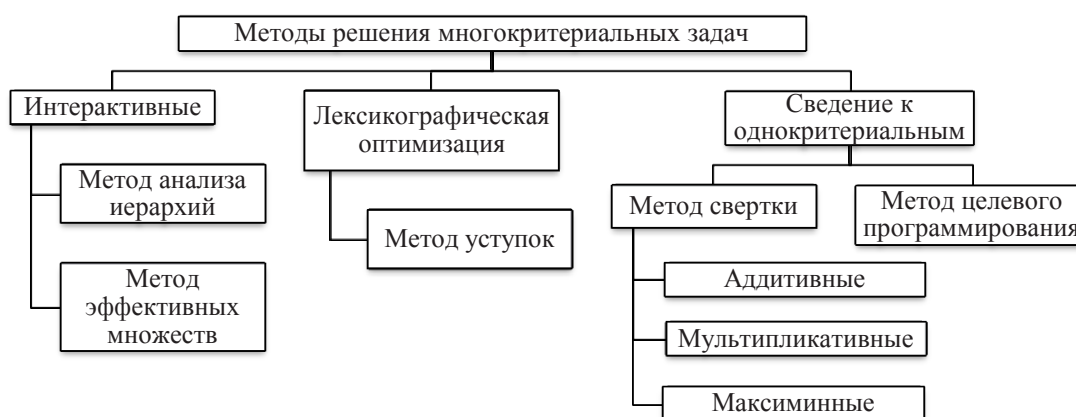 Методы решения многокритериальных задач
Интерактивные
Лексикографическая
оптимизация
Сведение к
однокритериальным
Метод анализа
иерархий
Метод свертки
Метод целевого
программирования
Метод уступок
Метод
эффективных
множеств
Аддитивные
Мультипликативные
Максиминные